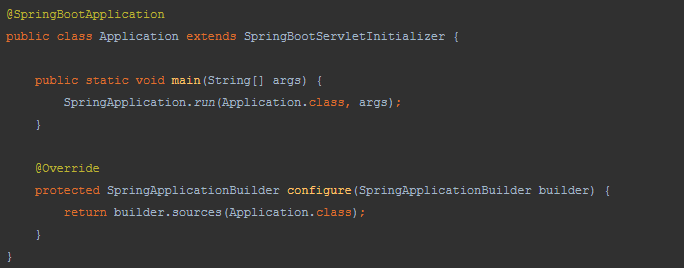 @SpringBootApplication
public class Application extends SpringBootServletInitializer {
public static void main(String[] args) {
SpringApplication.run(Application.class, args);
}
@Override
protected SpringApplicationBuilder configure(SpringApplicationBuilder builder) {
return builder.sources(Application.class);
}
}